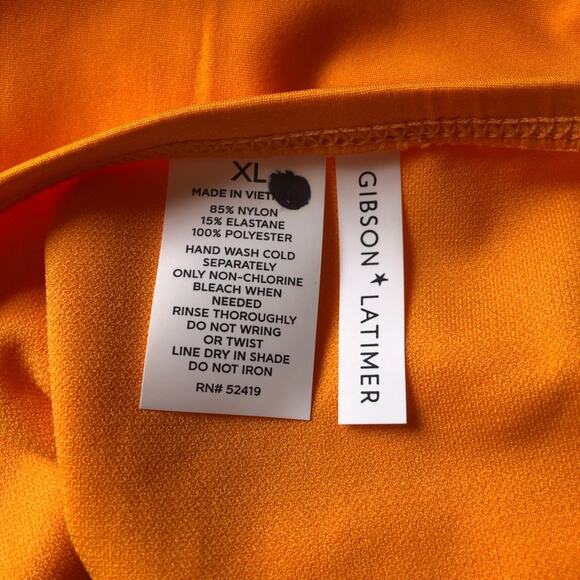 XL
MADE IN
85% NYLON
15% ELASTANE
100% POLYESTER
HAND WASH COLD
SEPARATELY
ONLY NON-CHLORINE
BLEACH WHEN
NEEDED
RINSE THOROUGHLY
DO NOT WRING
OR TWIST
LINE DRY IN SHADE
DO NOT IRON
RN# 52419
GIBSON ★ LATIMER